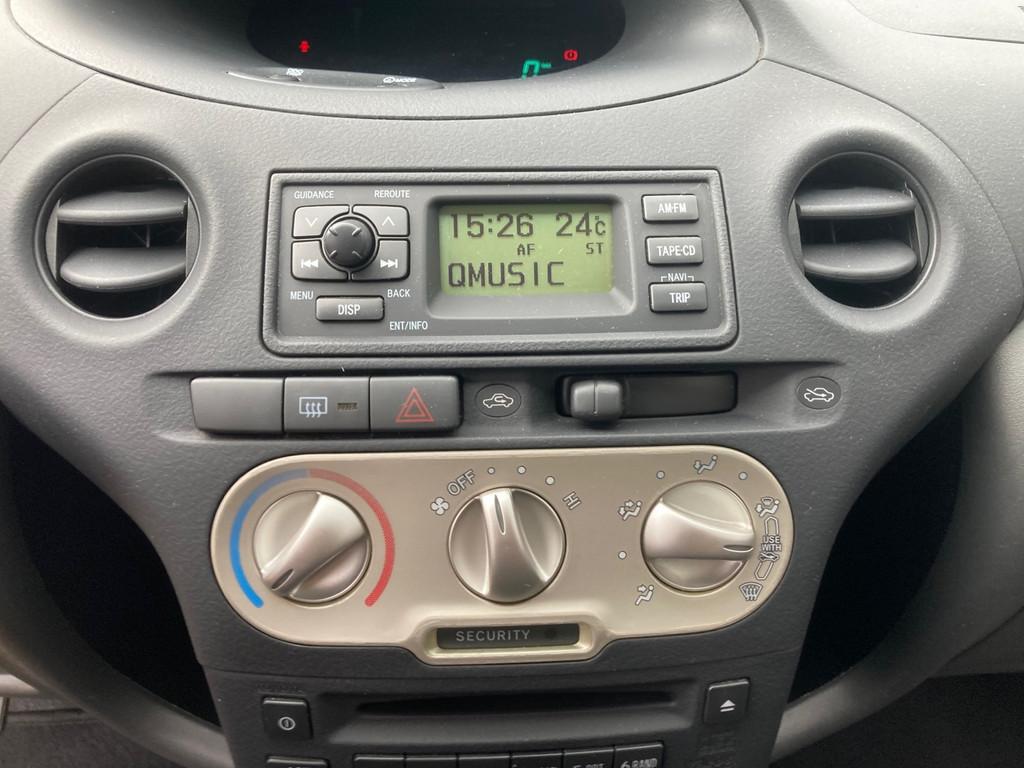 0
GUIDANCE REROUTE
MENU BACK
DISP
ENT/INFO
15:26 24°C
AF ST
QMUSIC
AM·FM
TAPE·CD
NAVI
TRIP
OFF
HI
USE
WITH
SECURITY